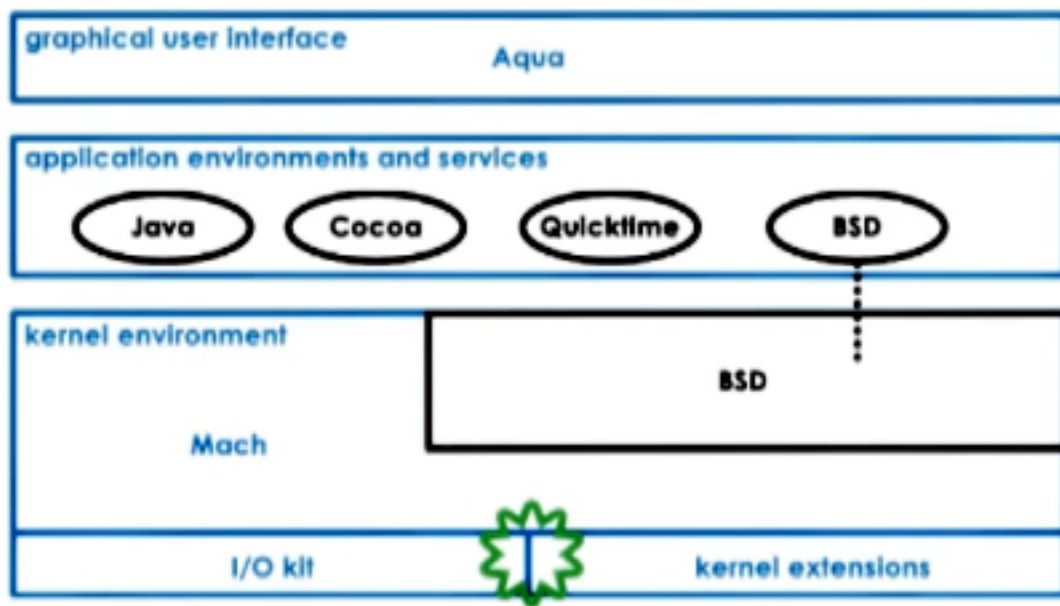 graphical user interface
Aqua
application environments and services
Java Cocoa Quicktime BSD
kernel environment
BSD
Mach
I/O kit kernel extensions